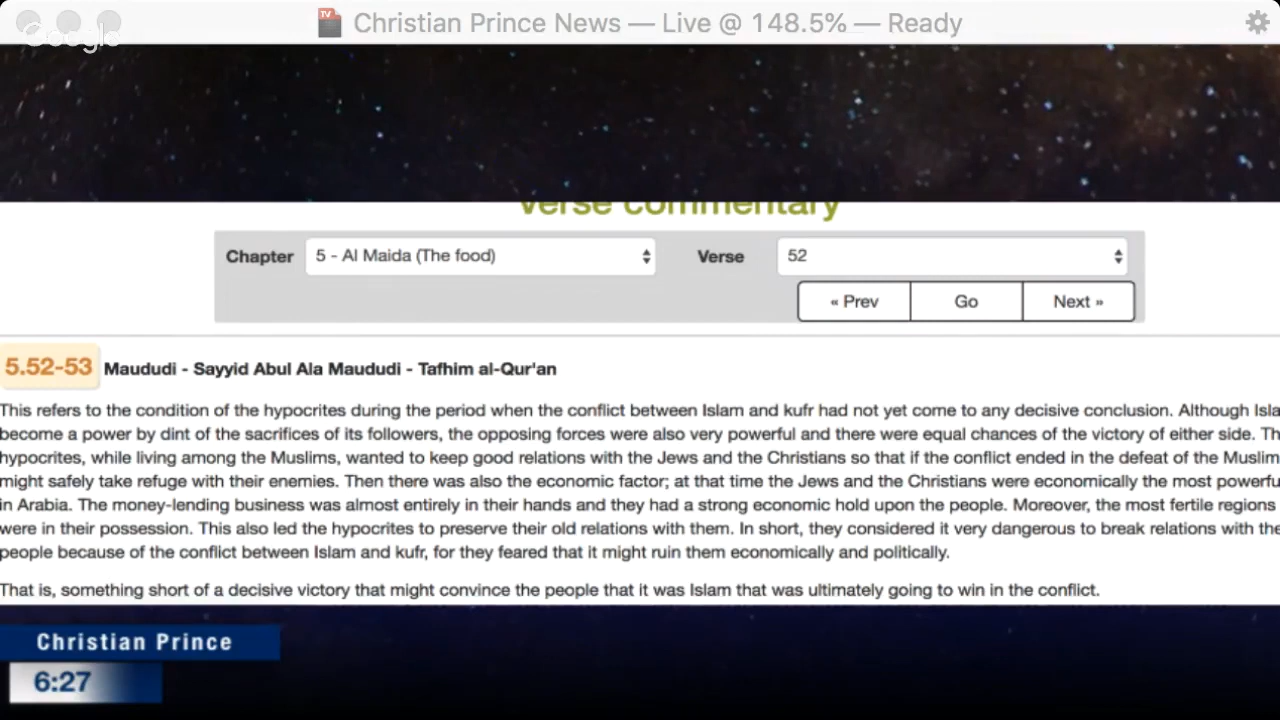 Christian Prince News — Live @ 148.5% — Ready
Google
Verse commentary
Chapter 5 - Al Maida (The food) Verse 52
« Prev Go Next »
5.52-53 Maududi - Sayyid Abul Ala Maududi - Tafhim al-Qur'an
This refers to the condition of the hypocrites during the period when the conflict between Islam and kufr had not yet come to any decisive conclusion. Although Isla
become a power by dint of the sacrifices of its followers, the opposing forces were also very powerful and there were equal chances of the victory of either side. Th
hypocrites, while living among the Muslims, wanted to keep good relations with the Jews and the Christians so that if the conflict ended in the defeat of the Muslim
might safely take refuge with their enemies. Then there was also the economic factor; at that time the Jews and the Christians were economically the most powerfu
in Arabia. The money-lending business was almost entirely in their hands and they had a strong economic hold upon the people. Moreover, the most fertile regions
were in their possession. This also led the hypocrites to preserve their old relations with them. In short, they considered it very dangerous to break relations with the
people because of the conflict between Islam and kufr, for they feared that it might ruin them economically and politically.
That is, something short of a decisive victory that might convince the people that it was Islam that was ultimately going to win in the conflict.
Christian Prince
6:27